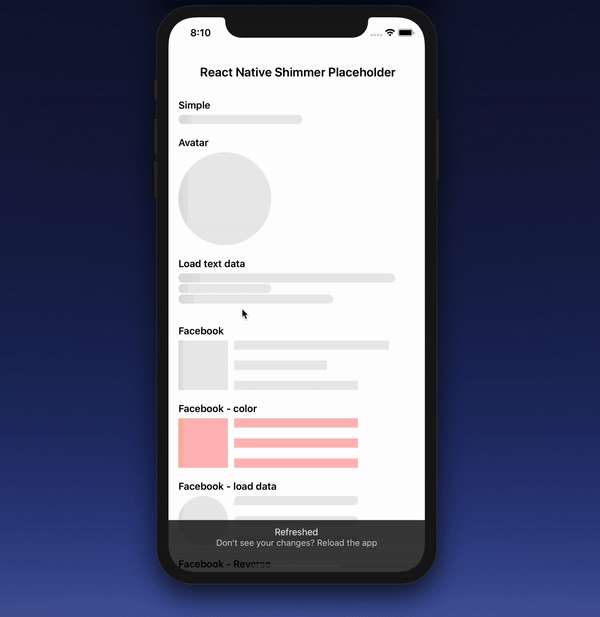 8:10
React Native Shimmer Placeholder
Simple
Avatar
Load text data
Facebook
Facebook - color
Facebook - load data
Refreshed
Don't see your changes? Reload the app
Facebook - Reverse